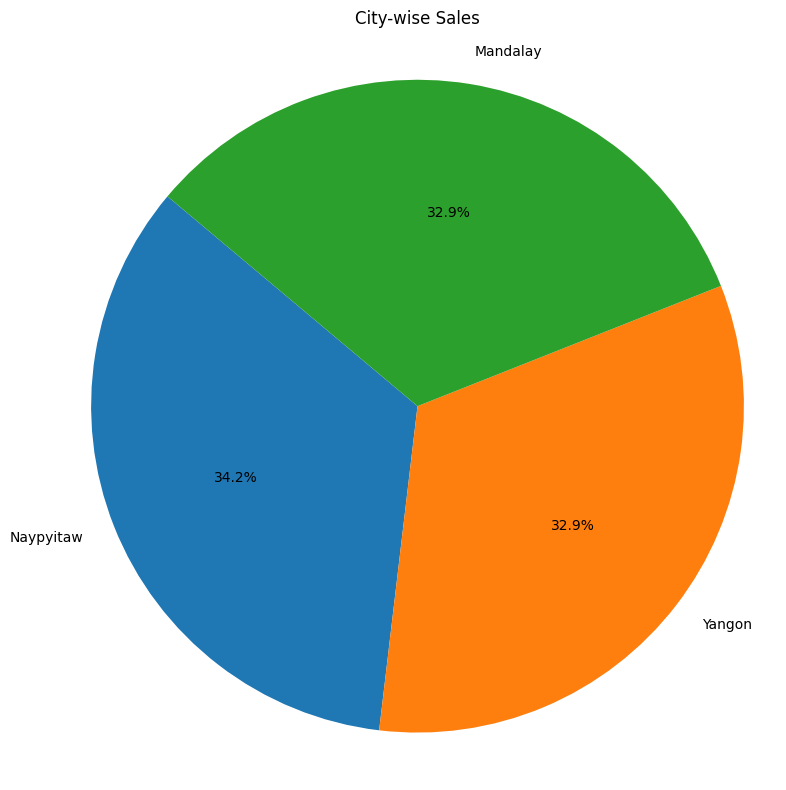 City-wise Sales
Mandalay
32.9%
34.2%
Naypyitaw
32.9%
Yangon